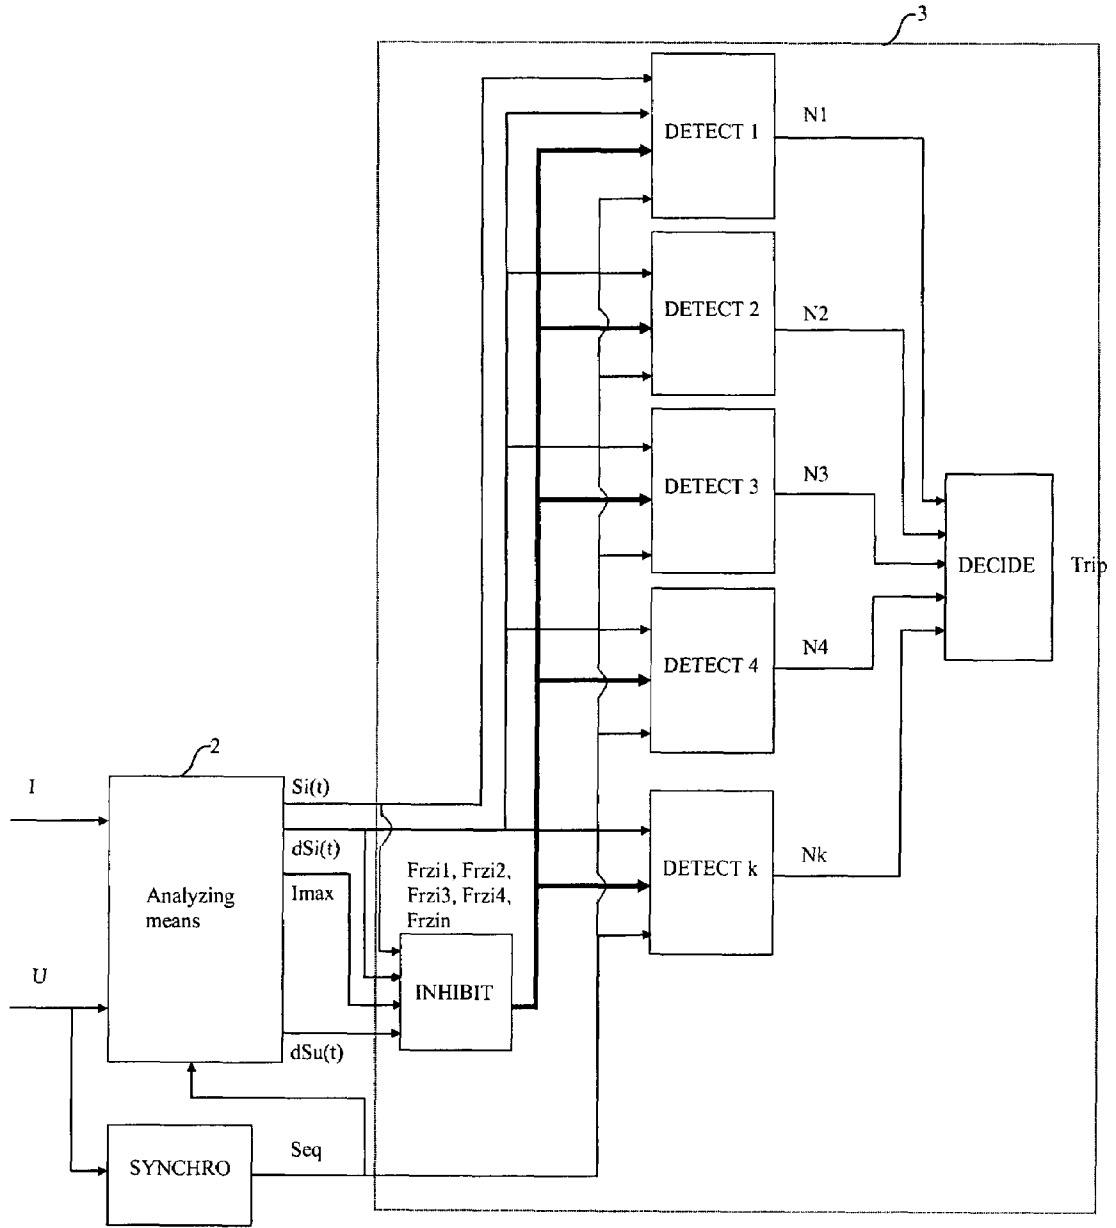 3
DETECT 1
N1
DETECT 2
N2
DETECT 3
N3
DECIDE
Trip
DETECT 4
N4
2
I
Si(t)
dSi(t)
DETECT k
Nk
Analyzing
means
Imax
Frzi1, Frzi2,
Frzi3, Frzi4,
Frzin
U
INHIBIT
dSu(t)
SYNCHRO
Seq